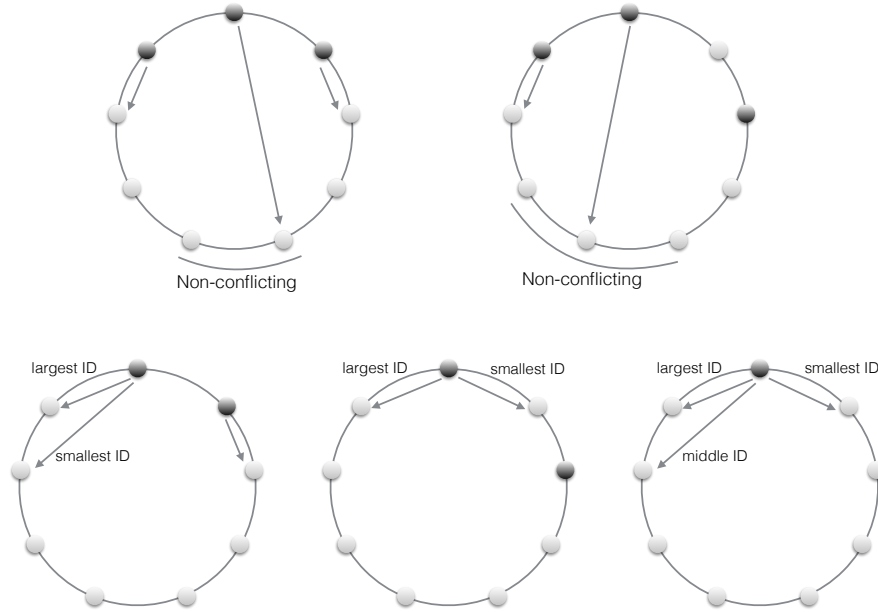 Non-conflicting
Non-conflicting
largest ID
smallest ID
largest ID
smallest ID
largest ID
smallest ID
middle ID